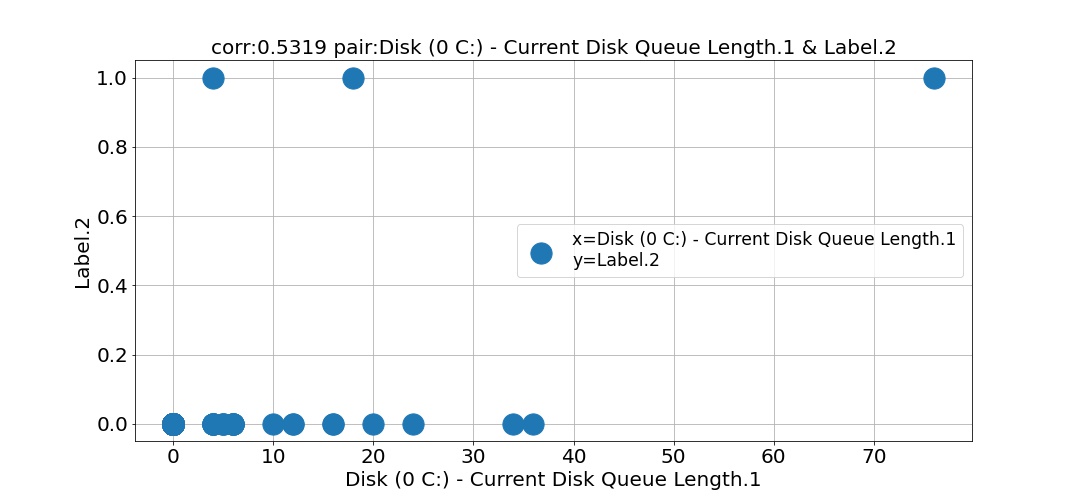 corr:0.5319 pair:Disk (0 C:) - Current Disk Queue Length.1 & Label.2
1.0
0.8
0.6
0.4
0.2
0.0
Label.2
x=Disk (0 C:) - Current Disk Queue Length.1
y=Label.2
0 10 20 30 40 50 60 70
Disk (0 C:) - Current Disk Queue Length.1